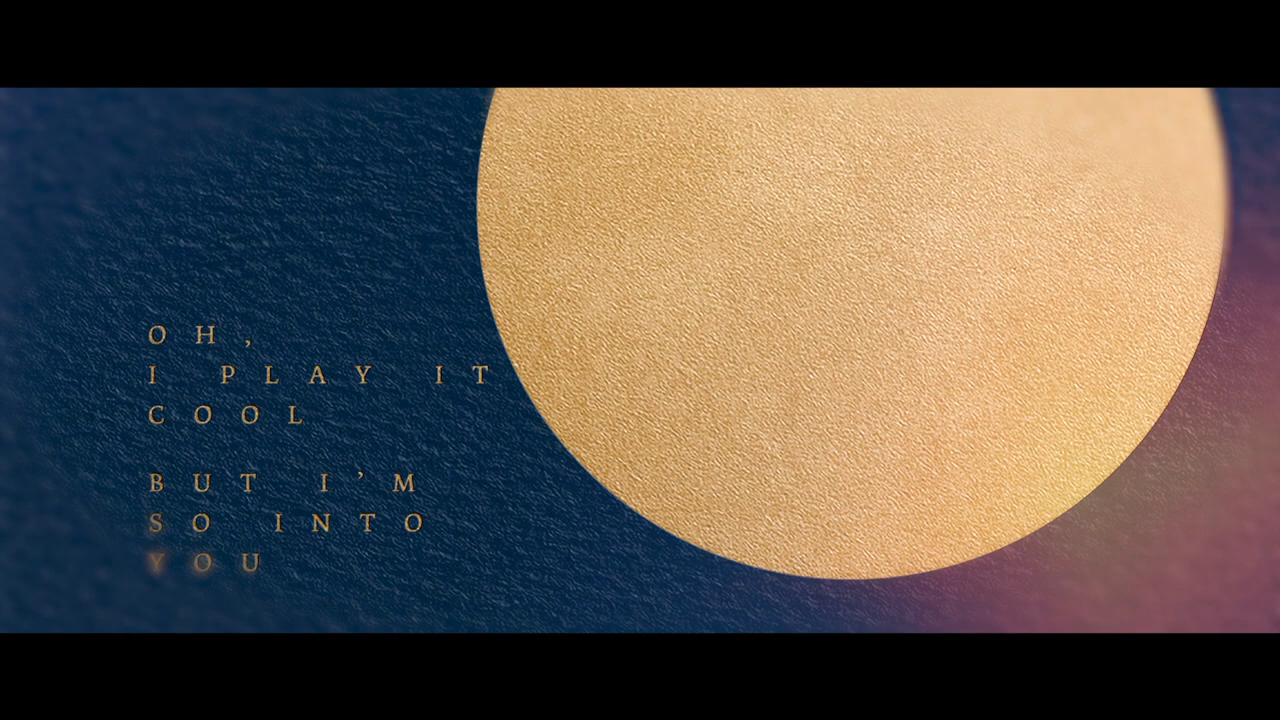 OH,
I PLAY IT
COOL
BUT I’M
SO INTO
YOU